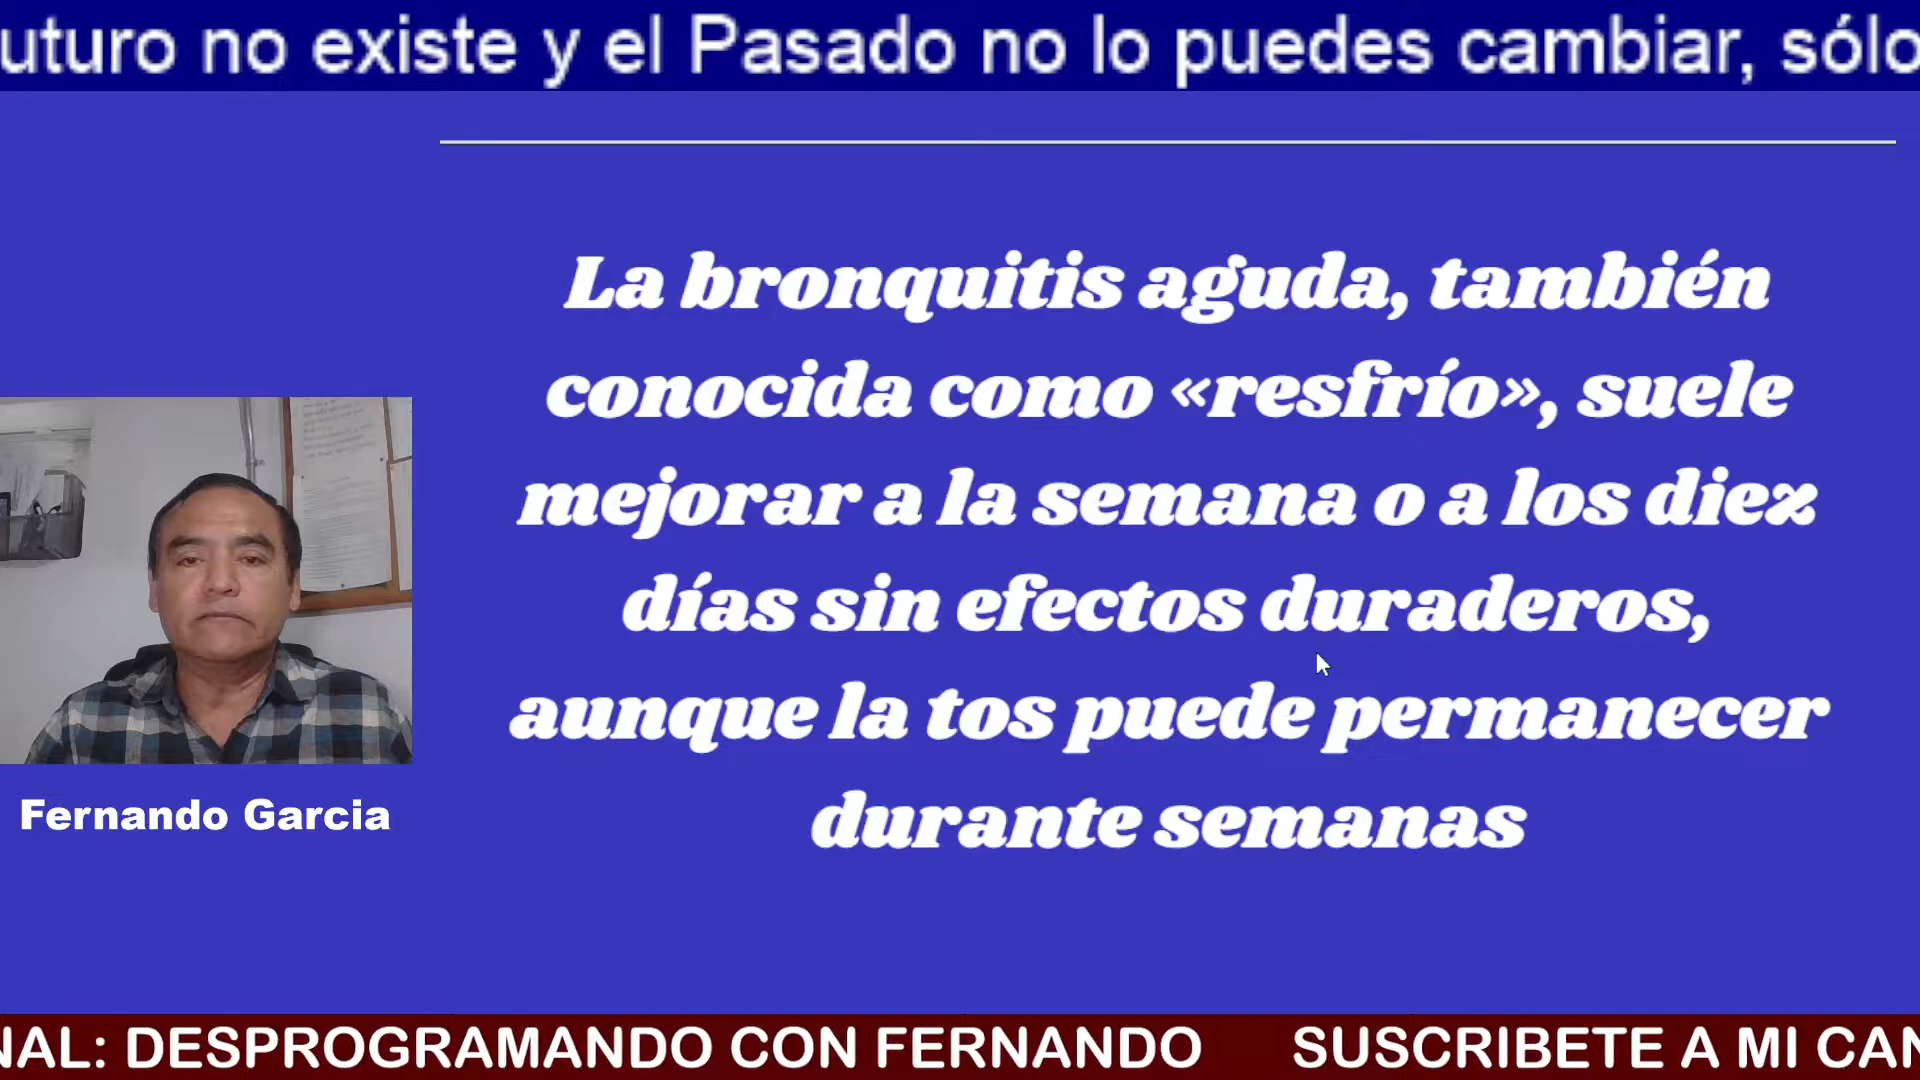 uturo no existe y el Pasado no lo puedes cambiar, sólo
La bronquitis aguda, también
conocida como «resfrío», suele
mejorar a la semana o a los diez
días sin efectos duraderos,
aunque la tos puede permanecer
durante semanas
Fernando Garcia
NAL: DESPROGRAMANDO CON FERNANDO SUSCRIBETE A MI CAN